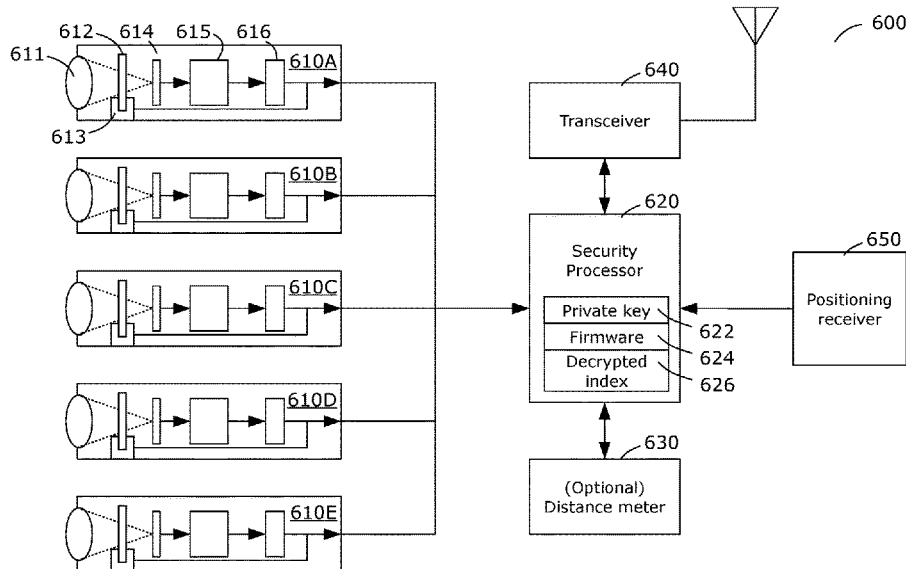 612
614
615
616
611
610A
613
610B
610C
610D
610E
600
640
Transceiver
620
Security
Processor
Private key
622
Firmware
624
Decrypted
index
626
650
Positioning
receiver
630
(Optional)
Distance meter